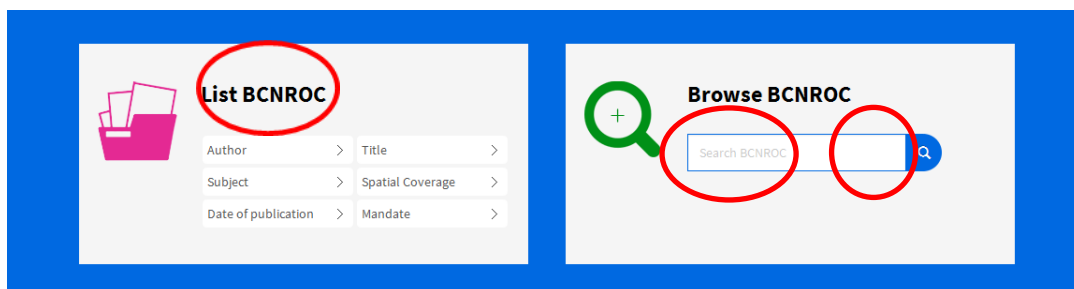 List BCNROC
Author
Title
Subject
Spatial Coverage
Date of publication
Mandate
Browse BCNROC
Search BCNROC